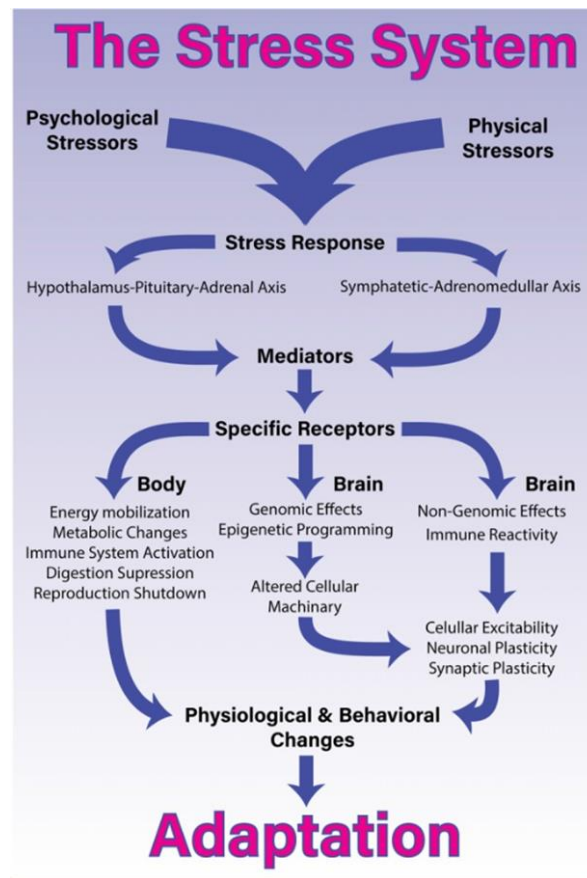 The Stress System
Psychological
Stressors
Physical
Stressors
Stress Response
Hypothalamus-Pituitary-Adrenal Axis
Symphatetic-Adrenomedullar Axis
Mediators
Specific Receptors
Body
Energy mobilization
Metabolic Changes
Immune System Activation
Digestion Supression
Reproduction Shutdown
Brain
Genomic Effects
Epigenetic Programming
Altered Cellular
Machinary
Brain
Non-Genomic Effects
Immune Reactivity
Celullar Excitability
Neuronal Plasticity
Synaptic Plasticity
Physiological & Behavioral
Changes
Adaptation